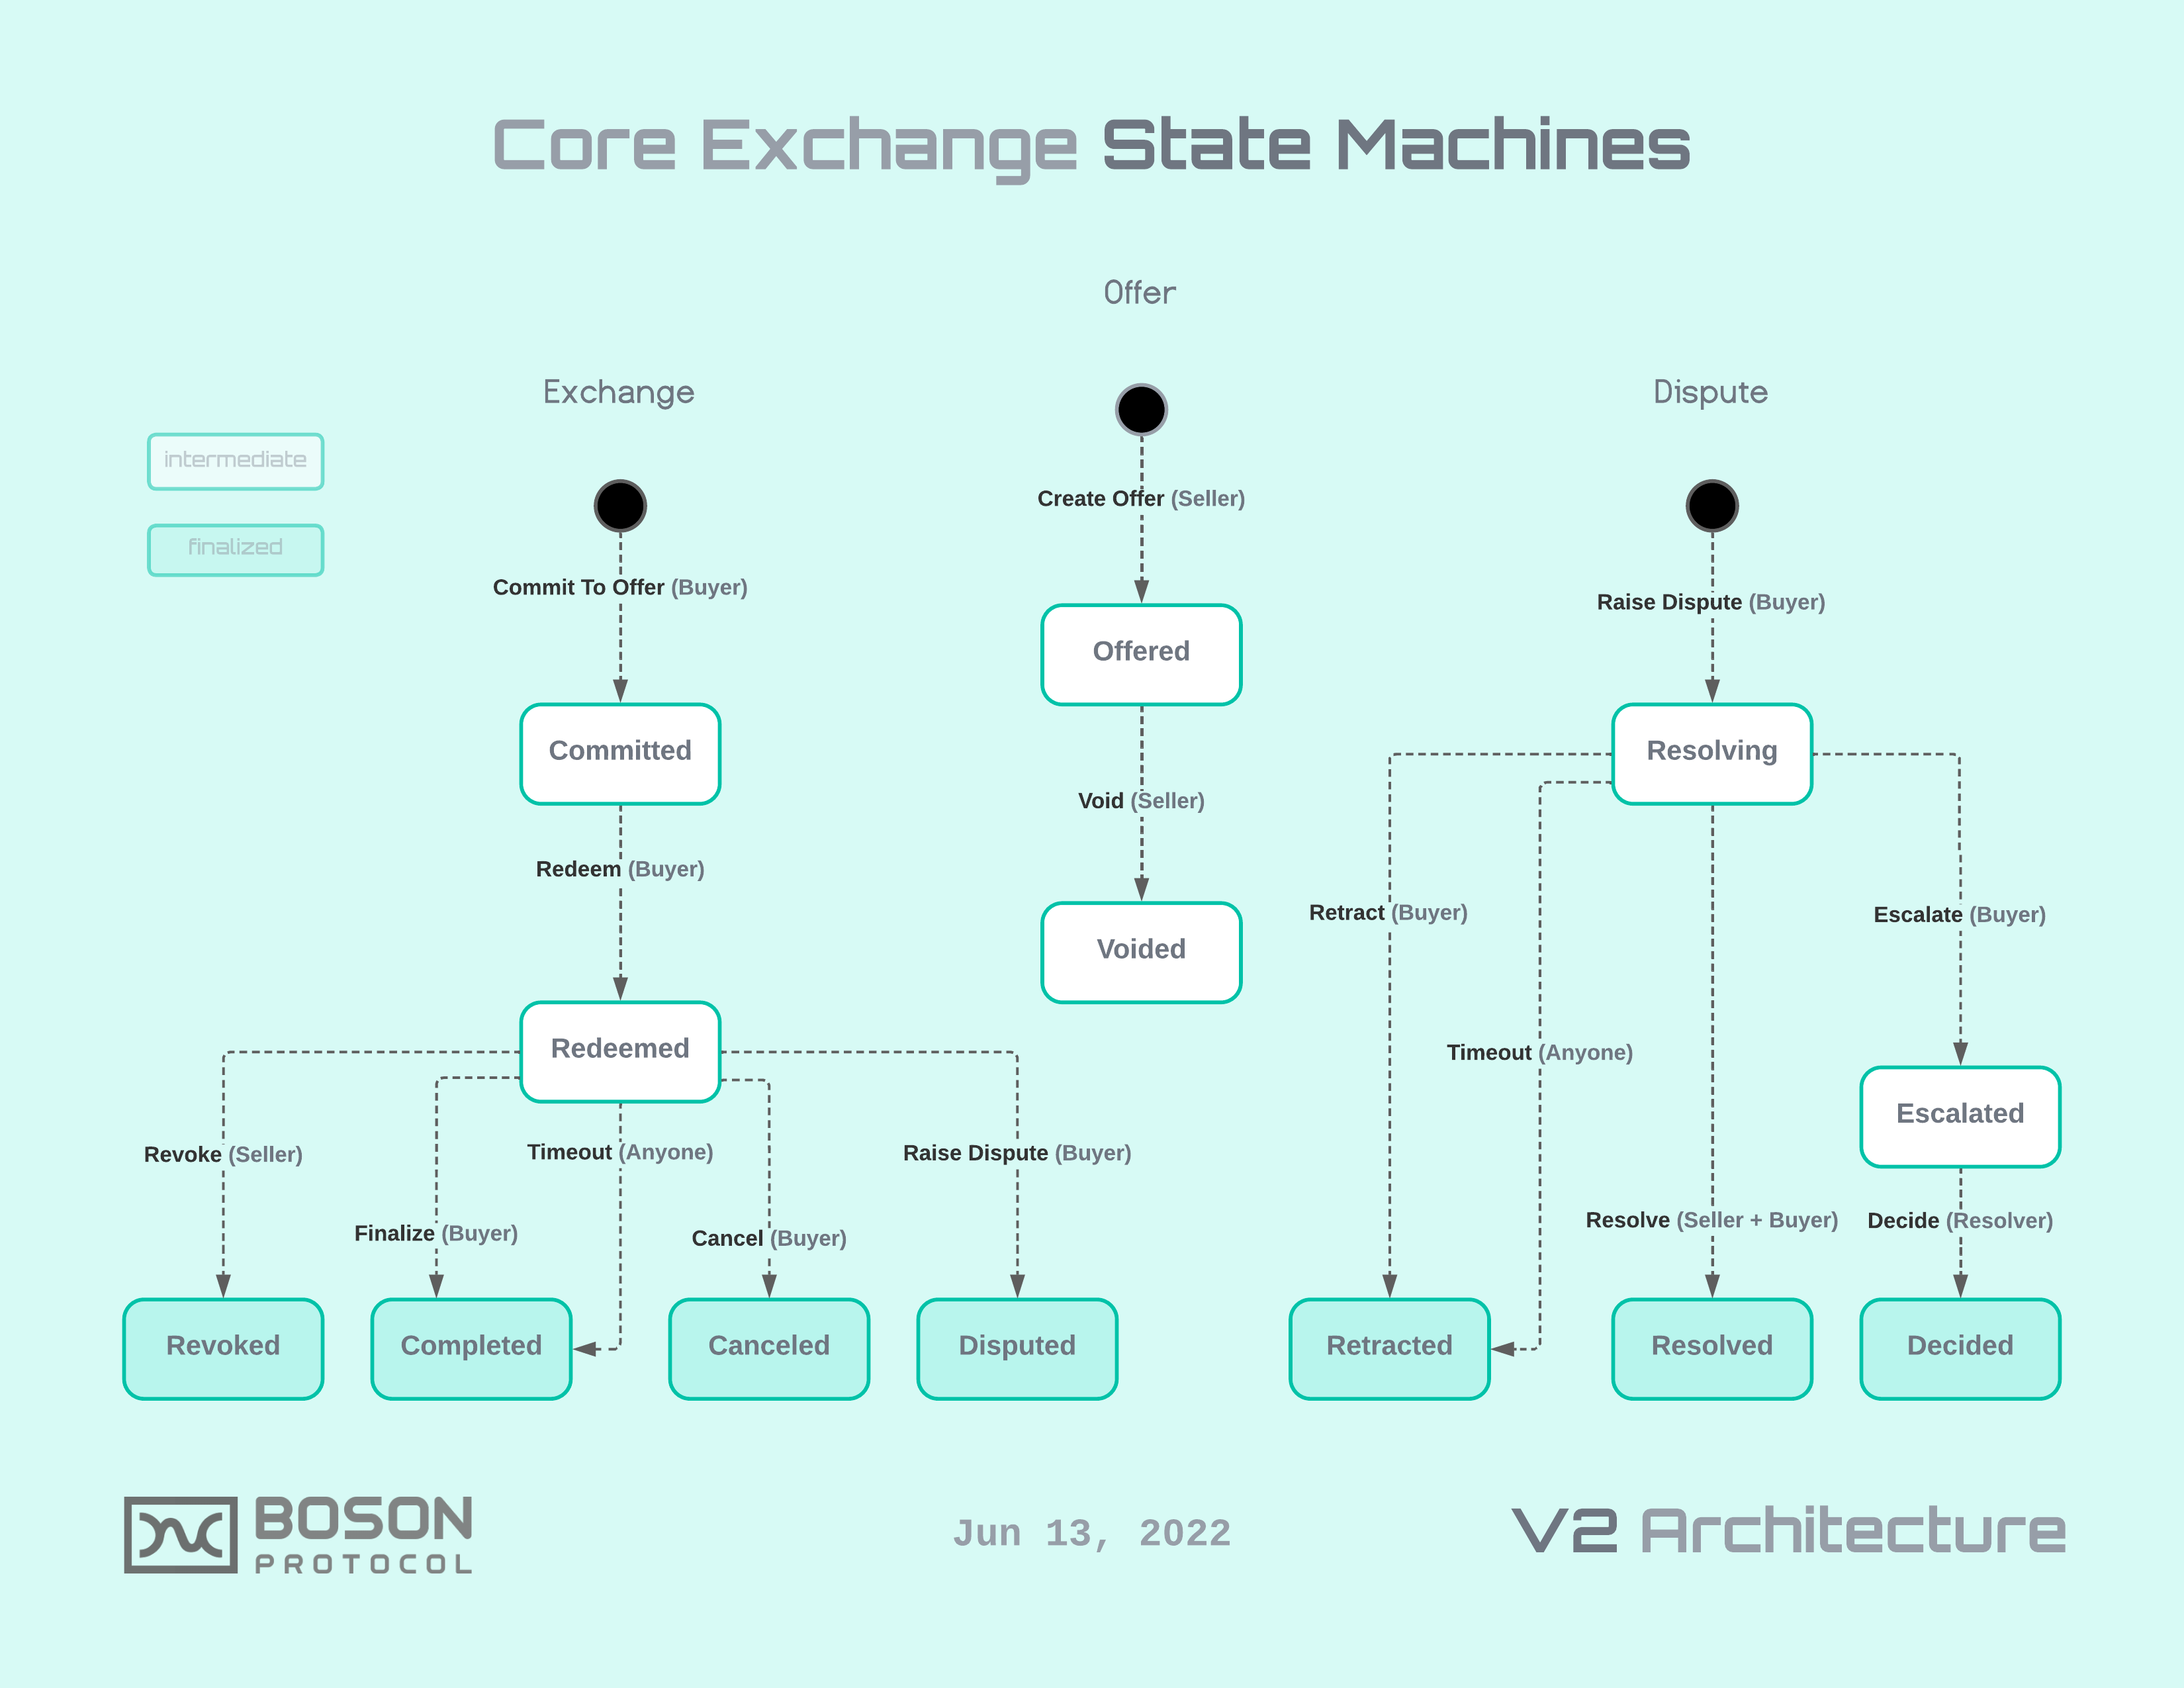 Core Exchange State Machines
Offer
Exchange
Dispute
intermediate
finalized
Create Offer (Seller)
Commit To Offer (Buyer)
Raise Dispute (Buyer)
Offered
Committed
Resolving
Void (Seller)
Redeem (Buyer)
Retract (Buyer)
Escalate (Buyer)
Voided
Redeemed
Timeout (Anyone)
Escalated
Revoke (Seller)
Timeout (Anyone)
Raise Dispute (Buyer)
Finalize (Buyer)
Cancel (Buyer)
Resolve (Seller + Buyer)
Decide (Resolver)
Revoked
Completed
Canceled
Disputed
Retracted
Resolved
Decided
BOSON
PROTOCOL
Jun 13, 2022
V2 Architecture